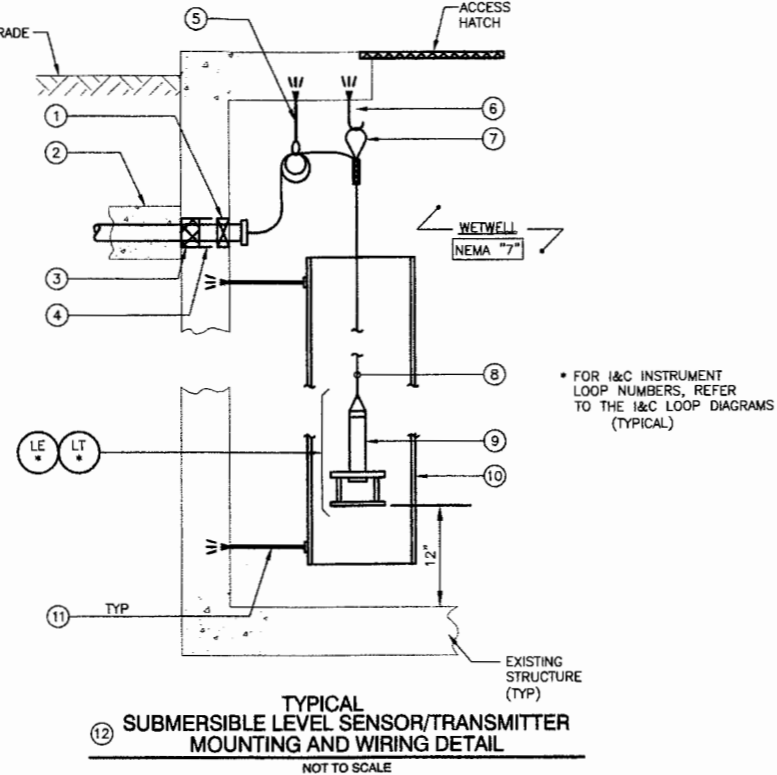 ACCESS
HATCH
5
RADE
1
6
2
7
WETWELL
NEMA "7"
3
4
8
* FOR I&C INSTRUMENT
LOOP NUMBERS, REFER
TO THE I&C LOOP DIAGRAMS
(TYPICAL)
LE
*
LT
*
9
10
12"
11
TYP
EXISTING
STRUCTURE
(TYP)
TYPICAL
12 SUBMERSIBLE LEVEL SENSOR/TRANSMITTER
MOUNTING AND WIRING DETAIL
NOT TO SCALE